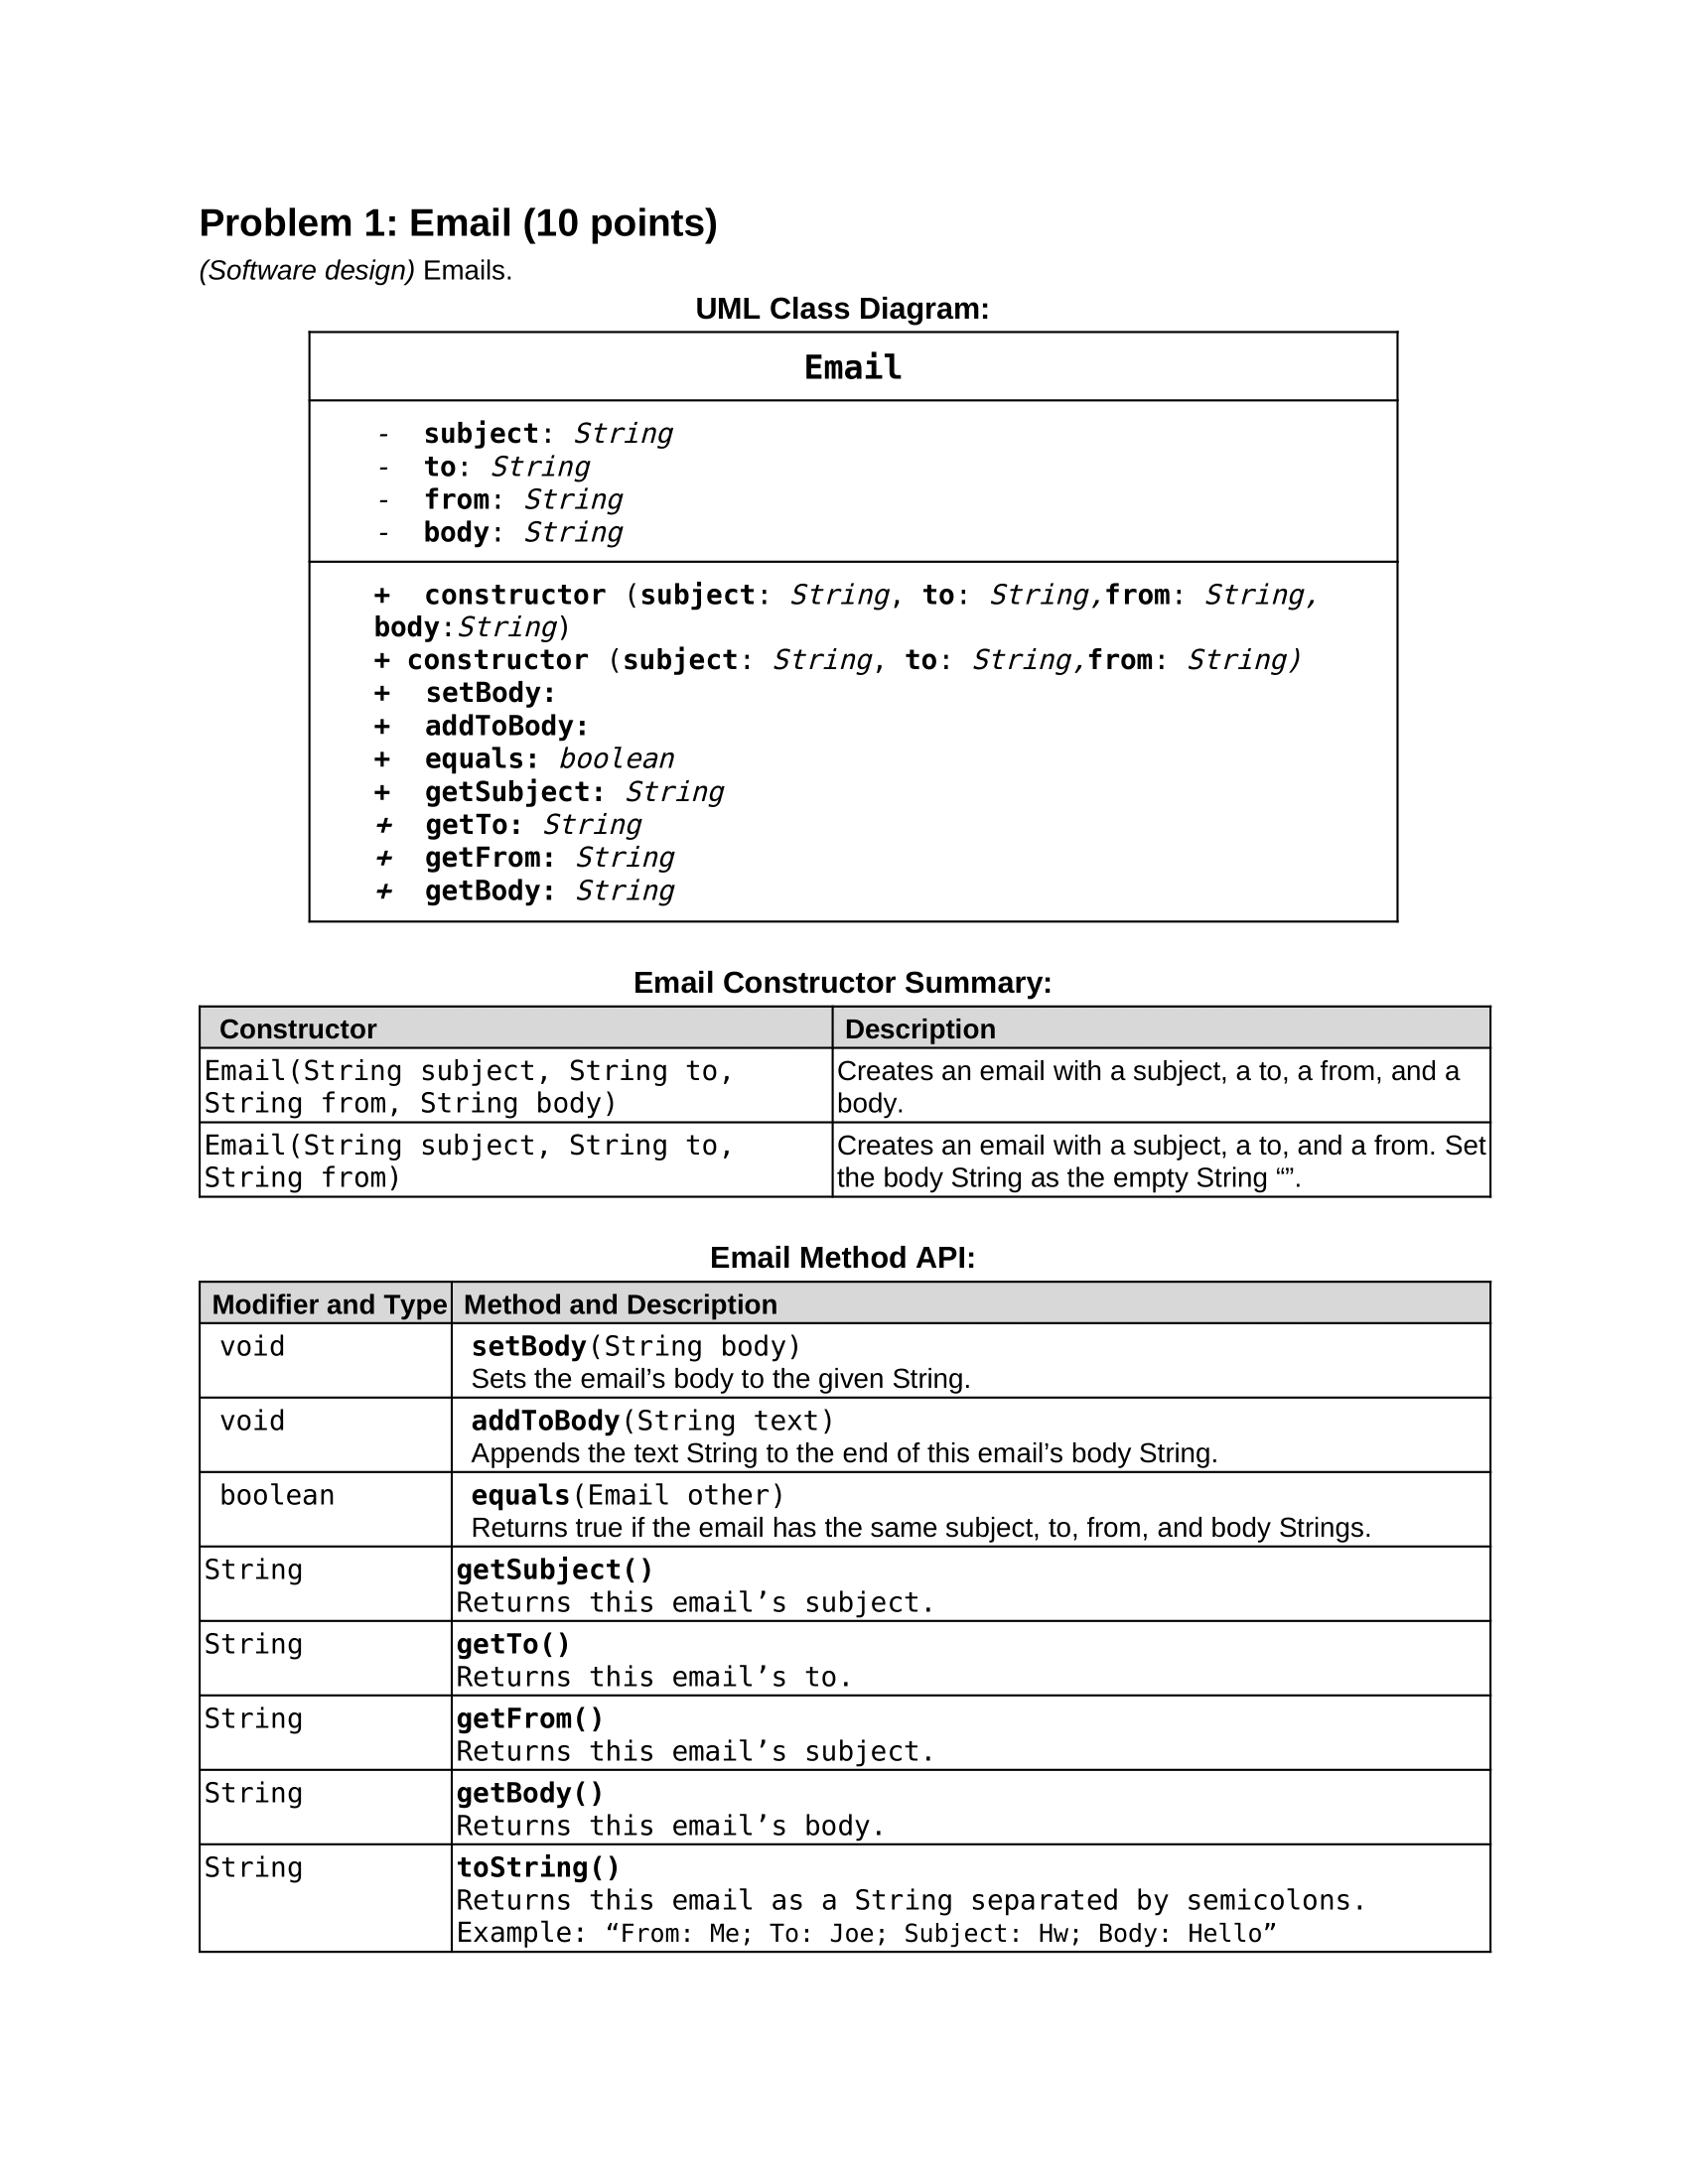 Problem 1: Email (10 points)
(Software design) Emails.
UML Class Diagram:
Email
- subject: String
- to: String
- from: String
- body: String
+ constructor (subject: String, to: String,from: String,
body:String)
+ constructor (subject: String, to: String,from: String)
+ setBody:
+ addToBody:
+ equals: boolean
+ getSubject: String
+ getTo: String
+ getFrom: String
+ getBody: String
Email Constructor Summary:
Constructor Description
Email(String subject, String to, Creates an email with a subject, a to, a from, and a
String from, String body) body.
Email(String subject, String to, Creates an email with a subject, a to, and a from. Set
String from) the body String as the empty String “”.
Email Method API:
Modifier and Type Method and Description
void setBody(String body)
Sets the email’s body to the given String.
void addToBody(String text)
Appends the text String to the end of this email’s body String.
boolean equals(Email other)
Returns true if the email has the same subject, to, from, and body Strings.
String getSubject()
Returns this email’s subject.
String getTo()
Returns this email’s to.
String getFrom()
Returns this email’s subject.
String getBody()
Returns this email’s body.
String toString()
Returns this email as a String separated by semicolons.
Example: “From: Me; To: Joe; Subject: Hw; Body: Hello”